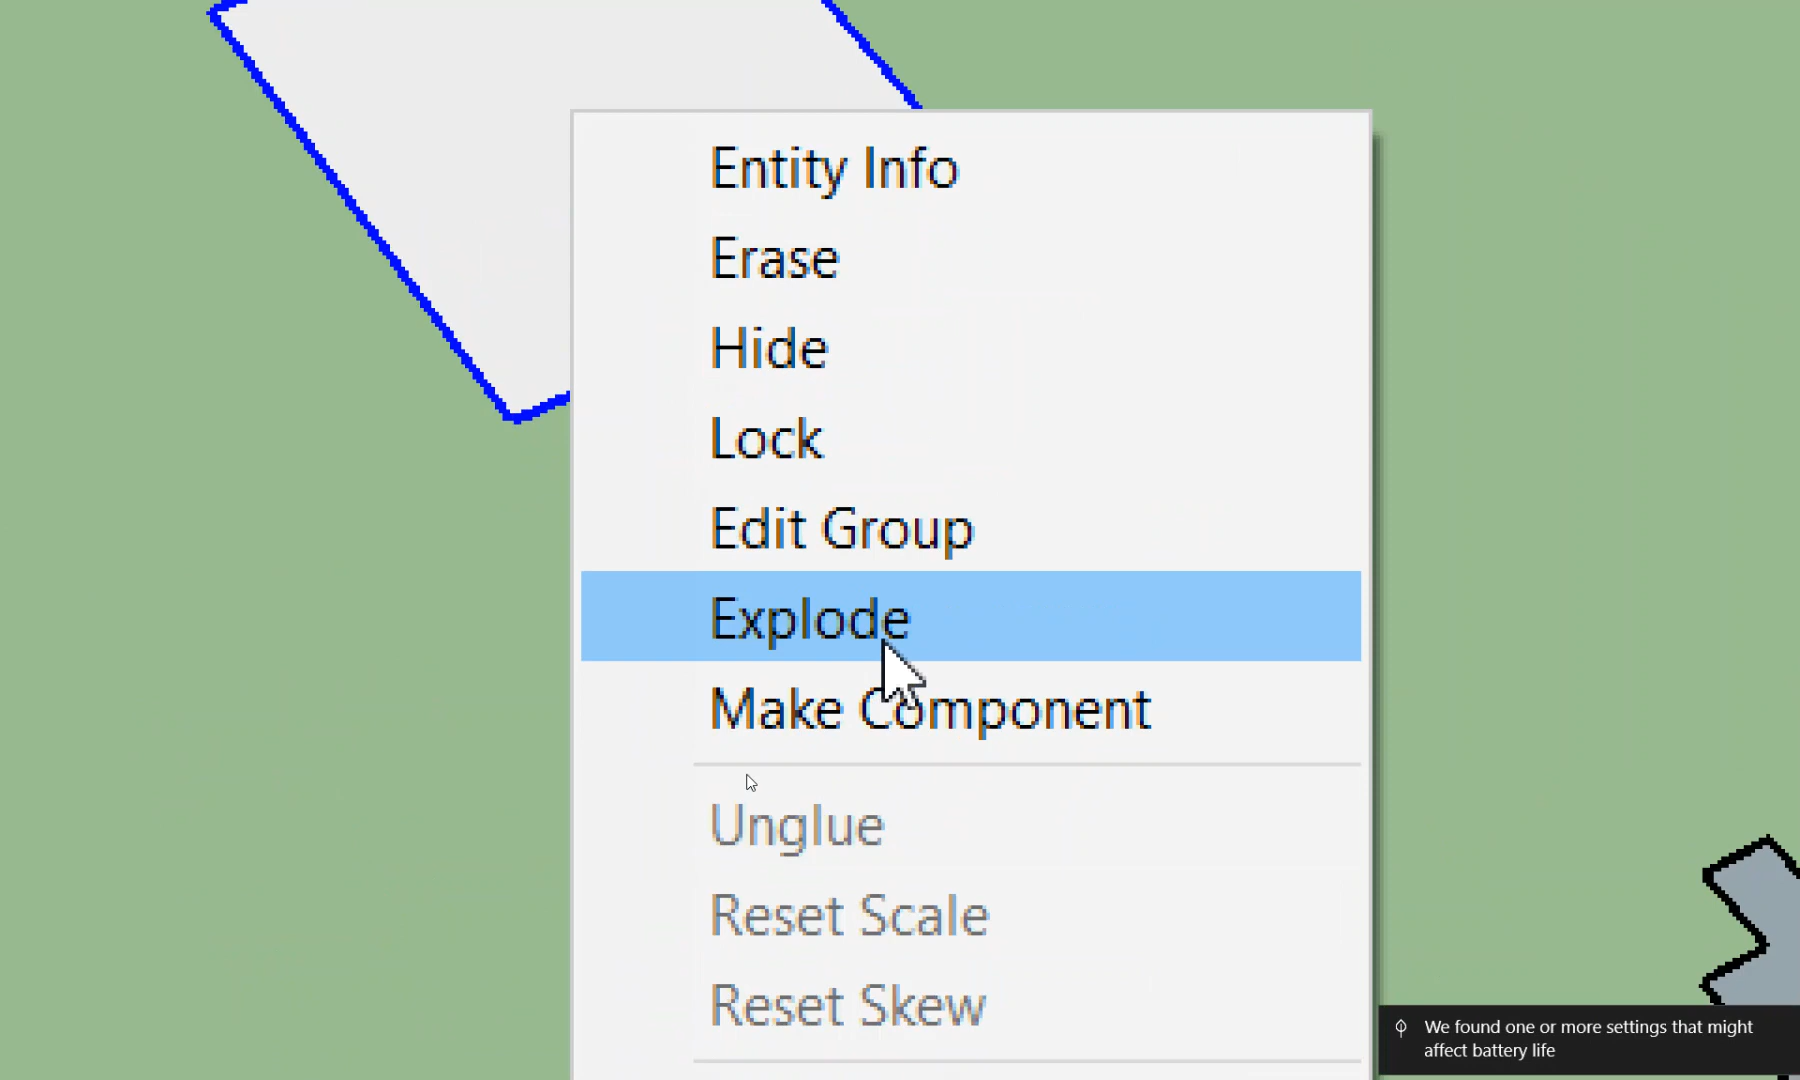 Entity Info
Erase
Hide
Lock
Edit Group
Explode
Make Component
Unglue
Reset Scale
Reset Skew
We found one or more settings that might
affect battery life